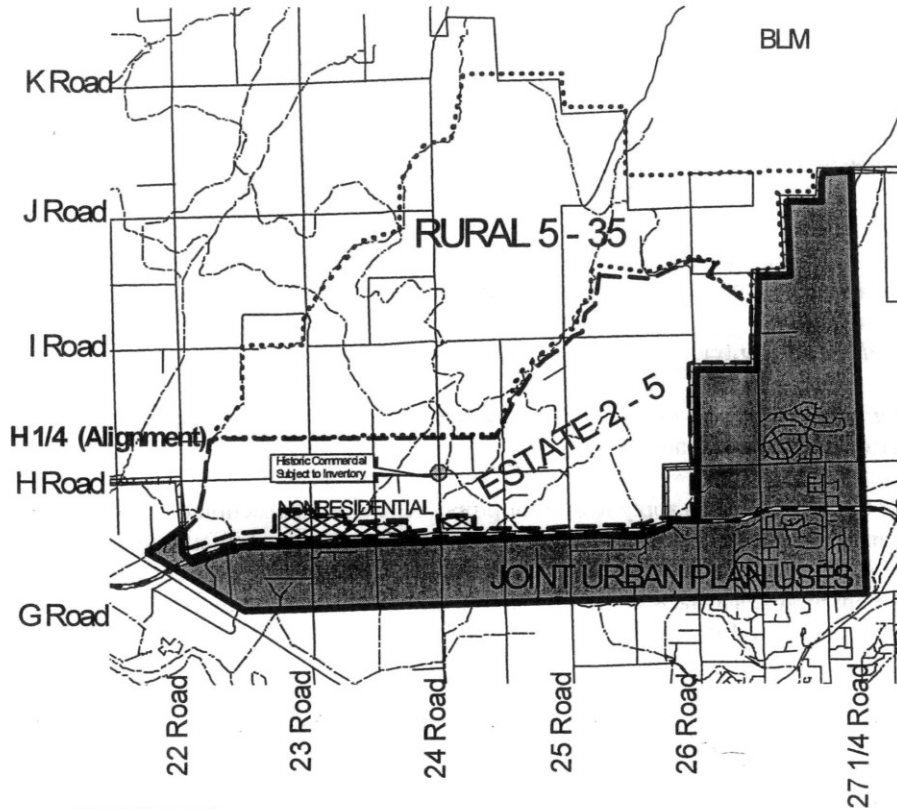 BLM
K Road
J Road
RURAL 5 - 35
I Road
H 1/4 (Alignment)
ESTATE 2 - 5
Historic Commercial
Subject to Inventory
H Road
NONRESIDENTIAL
JOINT URBAN PLAN USES
G Road
22 Road
23 Road
24 Road
25 Road
26 Road
27 1/4 Road